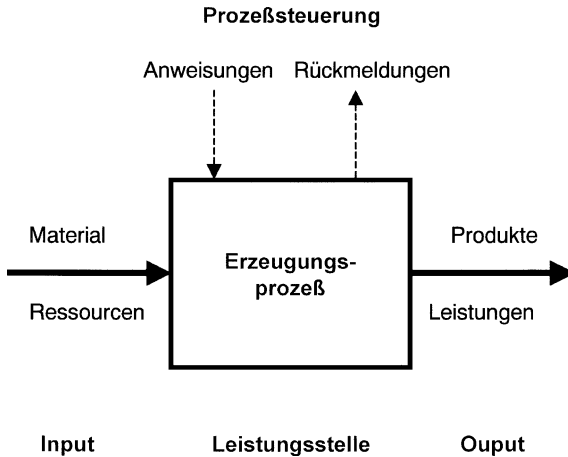 Prozeßsteuerung
Anweisungen Rückmeldungen
Material
Ressourcen
Erzeugungs-
prozeß
Produkte
Leistungen
Input Leistungsstelle Ouput